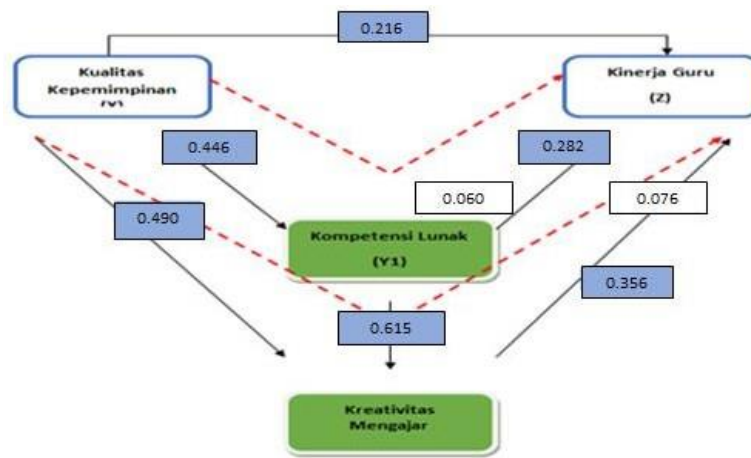 0.216
Kualitas
Kepemimpinan
Kinerja Guru
(Z)
0.446
0.282
0.060
0.076
0.490
Kompetensi Lunak
(Y1)
0.356
0.615
Kreativitas
Mengajar